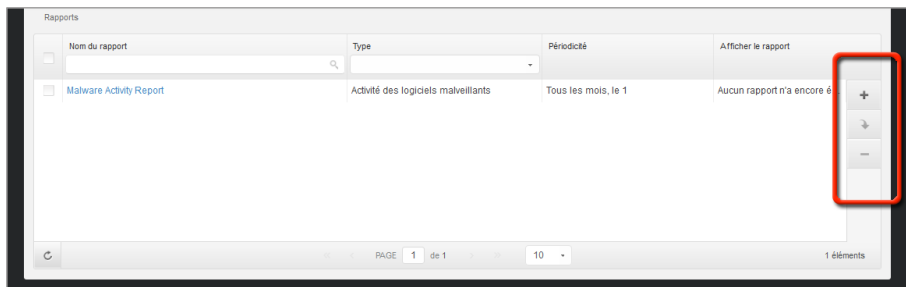 Rapports
Nom du rapport Type Périodicité Afficher le rapport
Malware Activity Report Activité des logiciels malveillants Tous les mois, le 1 Aucun rapport n'a encore é
PAGE 1 de 1 10 1 éléments